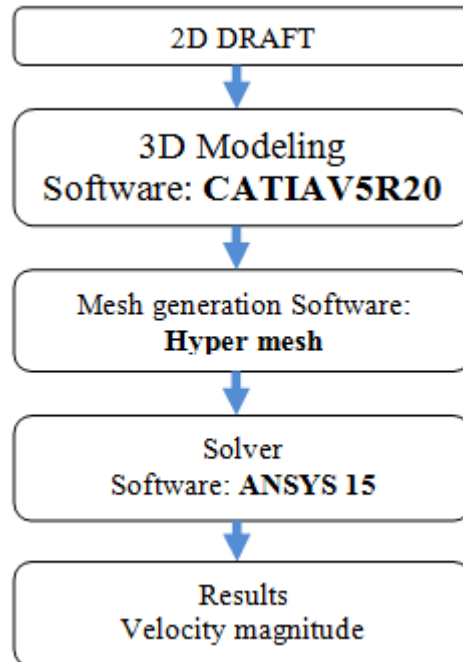 2D DRAFT
3D Modeling
Software: CATIAV5R20
Mesh generation Software:
Hyper mesh
Solver
Software: ANSYS 15
Results
Velocity magnitude